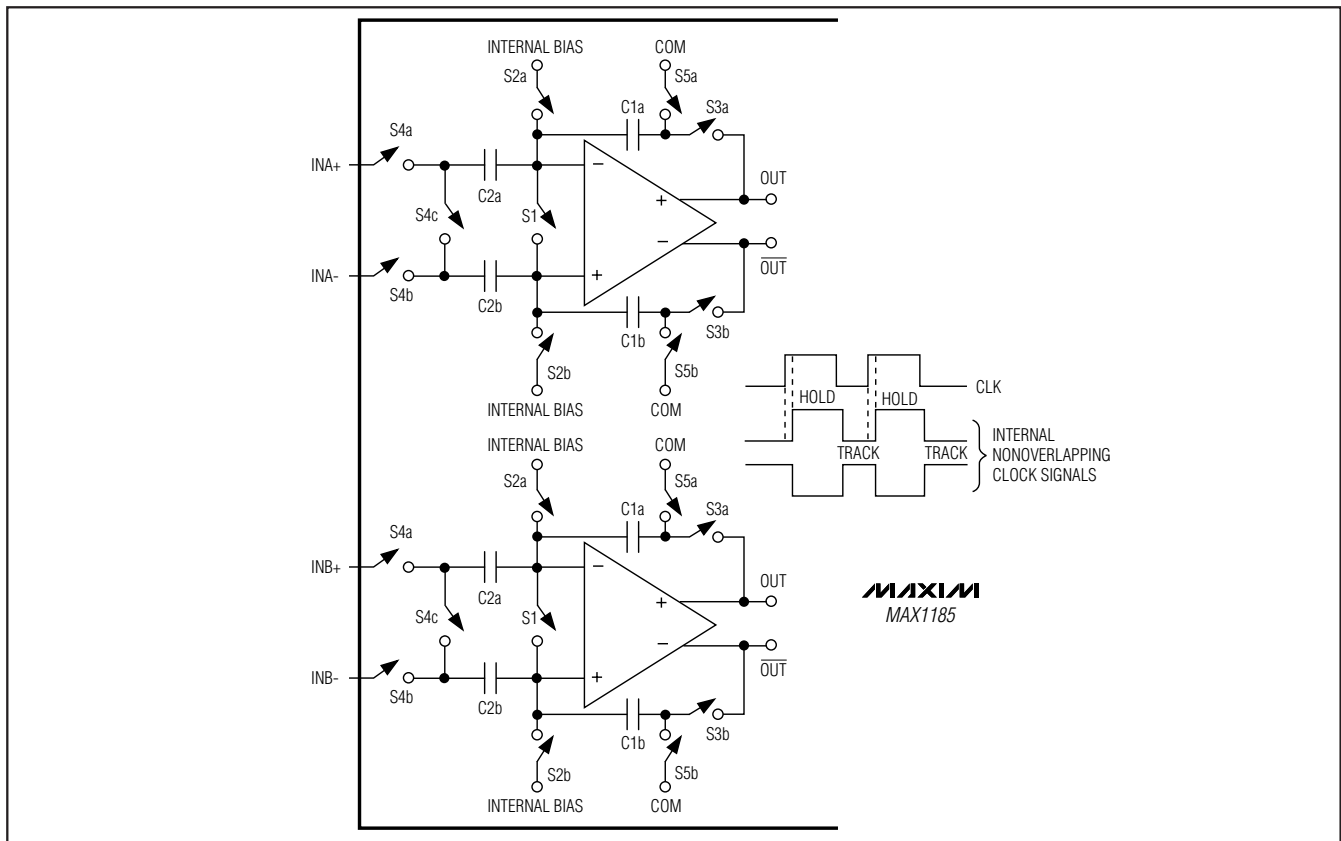 INTERNAL BIAS
COM
S2a
S5a
C1a
S3a
S4a
INA+
−
OUT
C2a
+
S4c
S1
−
INA-
+
OUT
S4b
C2b
C1b
S3b
S2b
S5b
INTERNAL BIAS
COM
CLK
HOLD
HOLD
TRACK
TRACK
INTERNAL
NONOVERLAPPING
CLOCK SIGNALS
INTERNAL BIAS
COM
S2a
S5a
C1a
S3a
S4a
INB+
−
OUT
C2a
+
S4c
S1
−
INB-
+
OUT
S4b
C2b
C1b
S3b
S2b
S5b
INTERNAL BIAS
COM
MAXIM
MAX1185